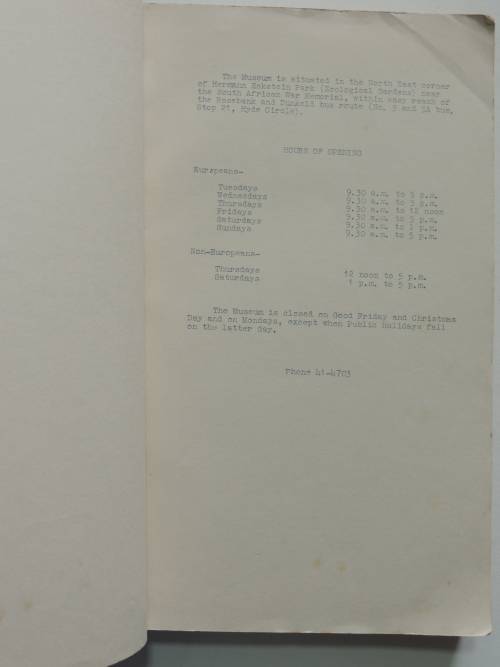 The Museum is situated in the North East corner
of Hermann Eckstein Park (Zoological Gardens) near
the South African War Memorial, within easy reach of
the Rosebank and Dunkeld bus route (No. 5 and 5A bus,
Stop 21, Hyde Circle).
HOURS OF OPENING
Europeans-
Tuesdays 9.30 a.m. to 5 p.m.
Wednesdays 9.30 a.m. to 5 p.m.
Thursdays 9.30 a.m. to 12 noon
Fridays 9.30 a.m. to 5 p.m.
Saturdays 9.30 a.m. to 1 p.m.
Sundays 9.30 a.m. to 5 p.m.
Non-Europeans-
Thursdays 12 noon to 5 p.m.
Saturdays 1 p.m. to 5 p.m.
The Museum is closed on Good Friday and Christmas
Day and on Mondays, except when Public Holidays fall
on the latter day.
Phone 41-4703